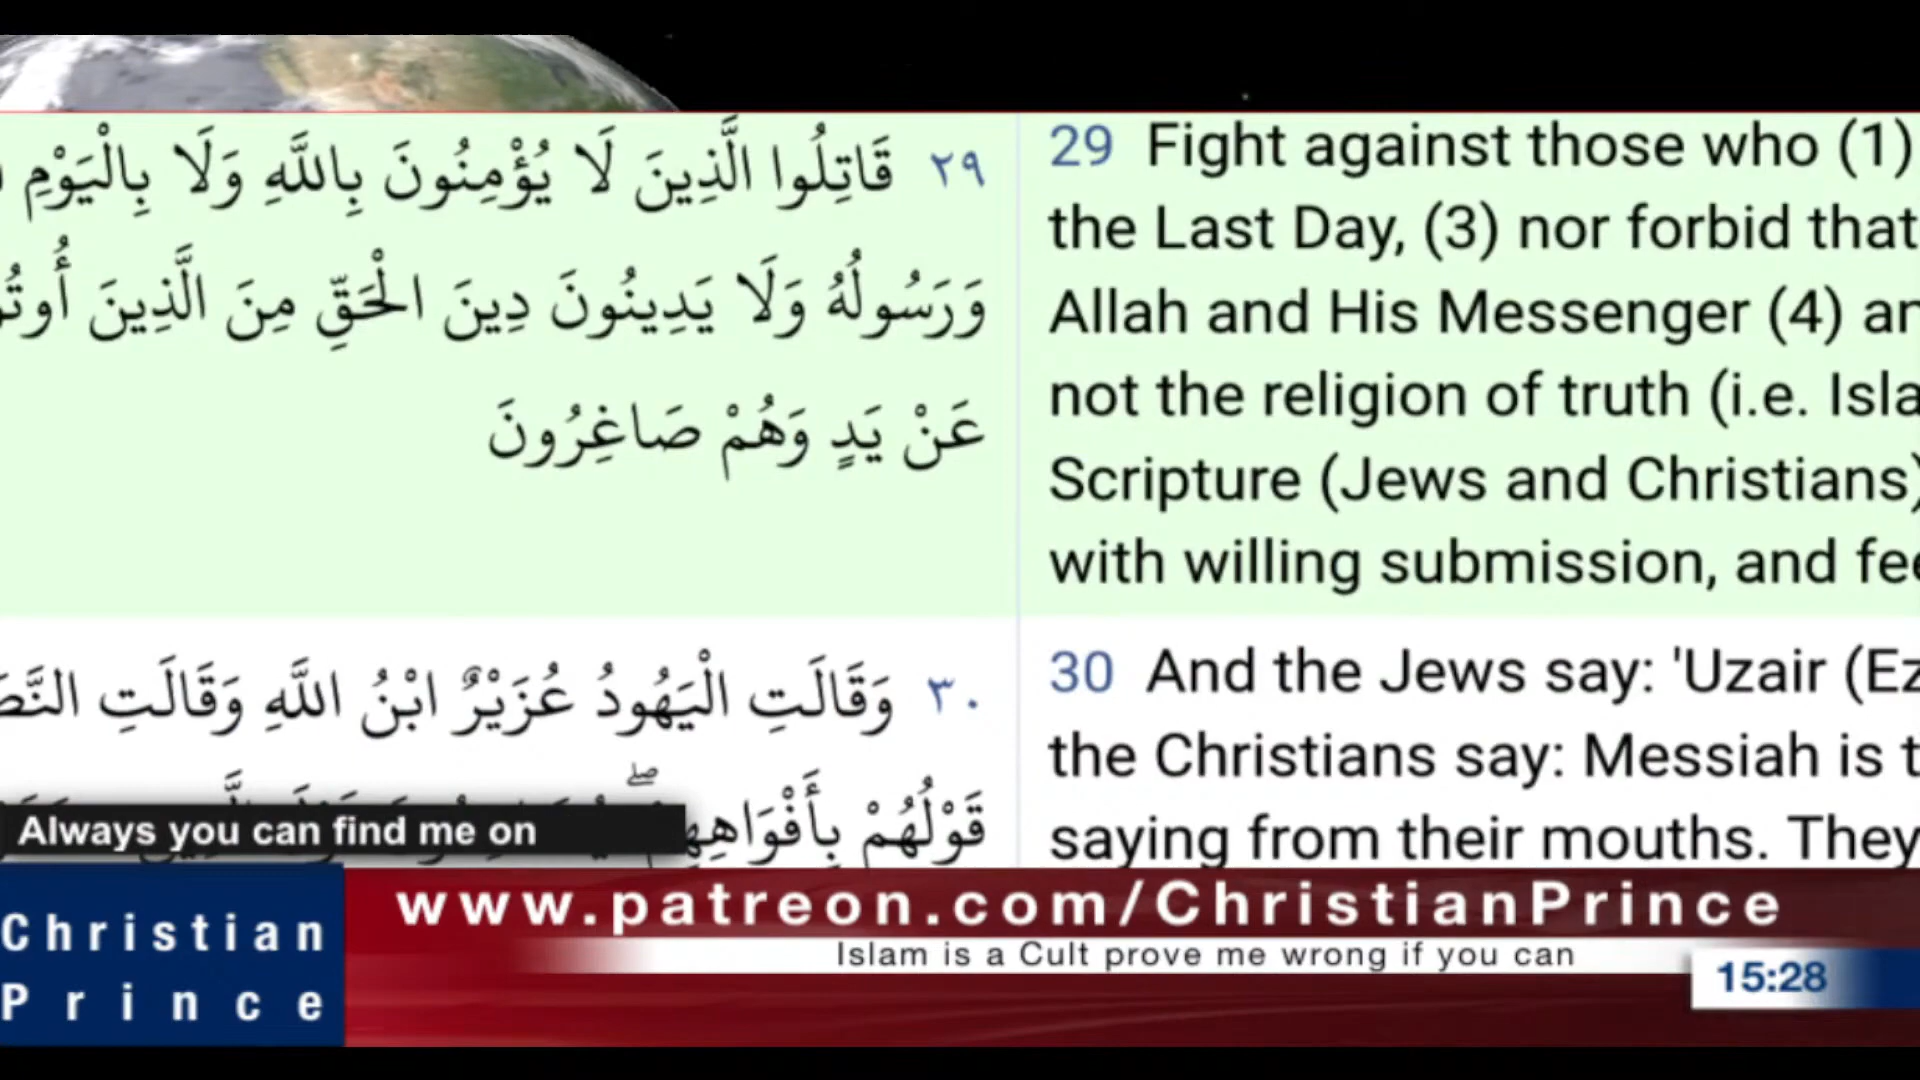 ٢٩ قَاتِلُوا الَّذِينَ لَا يُؤْمِنُونَ بِاللَّهِ وَلَا بِالْيَوْمِ
وَرَسُولُهُ وَلَا يَدِينُونَ دِينَ الْحَقِّ مِنَ الَّذِينَ
عَنْ يَدٍ وَهُمْ صَاغِرُونَ
29 Fight against those who (1)
the Last Day, (3) nor forbid that
Allah and His Messenger (4)
not the religion of truth (i.e.
Scripture (Jews and Christians)
with willing submission, and
٣٠ وَقَالَتِ الْيَهُودُ عُزَيْرٌ ابْنُ اللَّهِ وَقَالَتِ
قَوْلُهُمْ بِأَفْوَاهِهِمْ ۖ
30 And the Jews say: 'Uzair
the Christians say: Messiah is
saying from their mouths. They
Always you can find me on
www.patreon.com/ChristianPrince
Islam is a Cult prove me wrong if you can
Christian
Prince
15:28